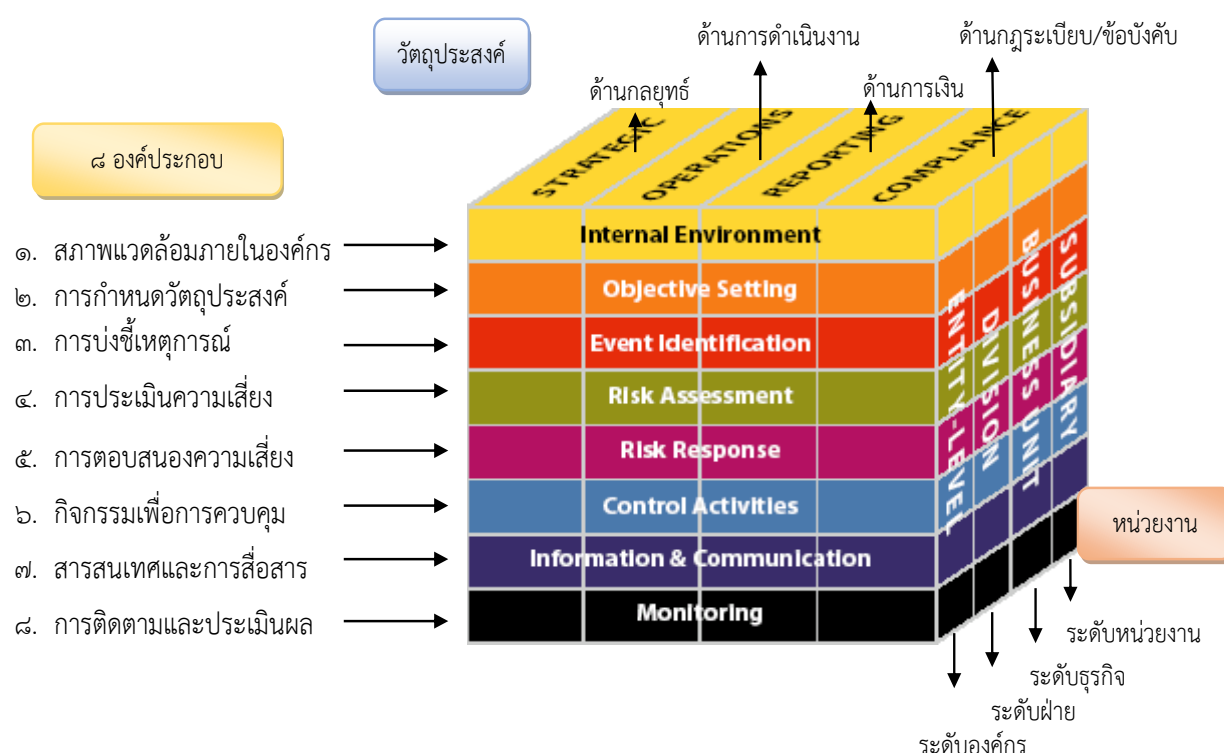 วัตถุประสงค์
ด้านการดำเนินงาน
ด้านกฎระเบียบ/ข้อบังคับ
ด้านกลยุทธ์
ด้านการเงิน
๘ องค์ประกอบ
STRATEGIC
OPERATIONS
REPORTING
COMPLIANCE
๑. สภาพแวดล้อมภายในองค์กร
Internal Environment
๒. การกำหนดวัตถุประสงค์
Objective Setting
๓. การบ่งชี้เหตุการณ์
Event Identification
๔. การประเมินความเสี่ยง
Risk Assessment
๕. การตอบสนองความเสี่ยง
Risk Response
๖. กิจกรรมเพื่อการควบคุม
Control Activities
๗. สารสนเทศและการสื่อสาร
Information & Communication
๘. การติดตามและประเมินผล
Monitoring
ENTITY-LEVEL
DIVISION
BUSINESS UNIT
SUBSIDIARY
หน่วยงาน
ระดับหน่วยงาน
ระดับธุรกิจ
ระดับฝ่าย
ระดับองค์กร